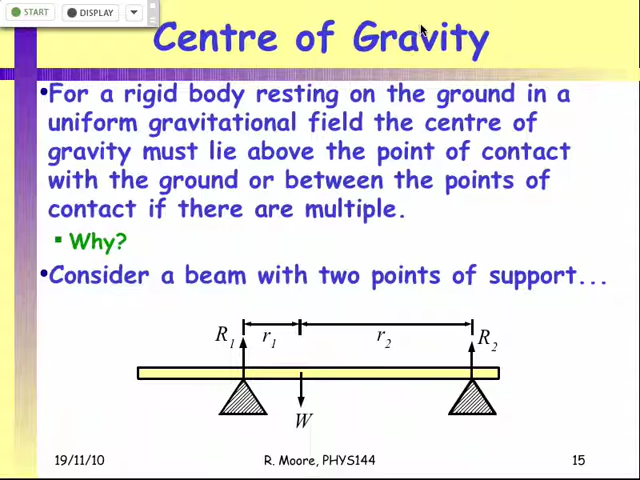 START
DISPLAY
Centre of Gravity
•For a rigid body resting on the ground in a
uniform gravitational field the centre of
gravity must lie above the point of contact
with the ground or between the points of
contact if there are multiple.
▪ Why?
•Consider a beam with two points of support...
R1 r1 r2 R2
W
19/11/10 R. Moore, PHYS144 15